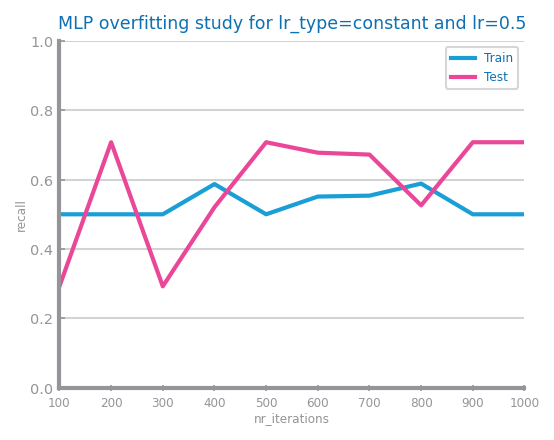 MLP overfitting study for lr_type=constant and lr=0.5
1.0
0.8
0.6
0.4
0.2
0.0
recall
Train
Test
100 200 300 400 500 600 700 800 900 1000
nr_iterations